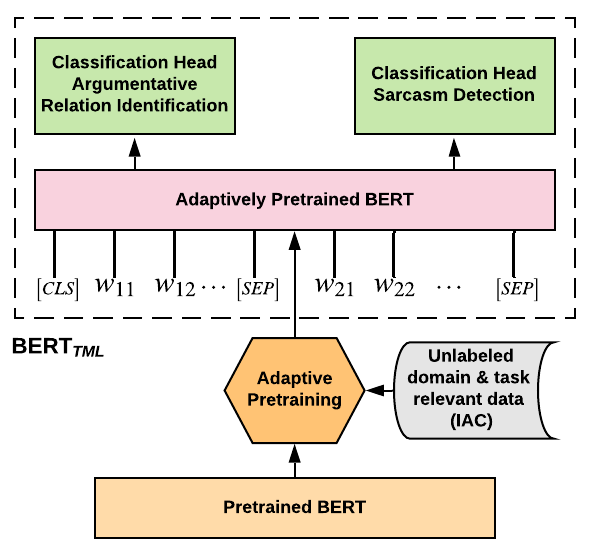 Classification Head
Argumentative
Relation Identification
Classification Head
Sarcasm Detection
Adaptively Pretrained BERT
[CLS] w11 w12 ... [SEP] w21 w22 ... [SEP]
BERTTML
Adaptive
Pretraining
Unlabeled
domain & task
relevant data
(IAC)
Pretrained BERT